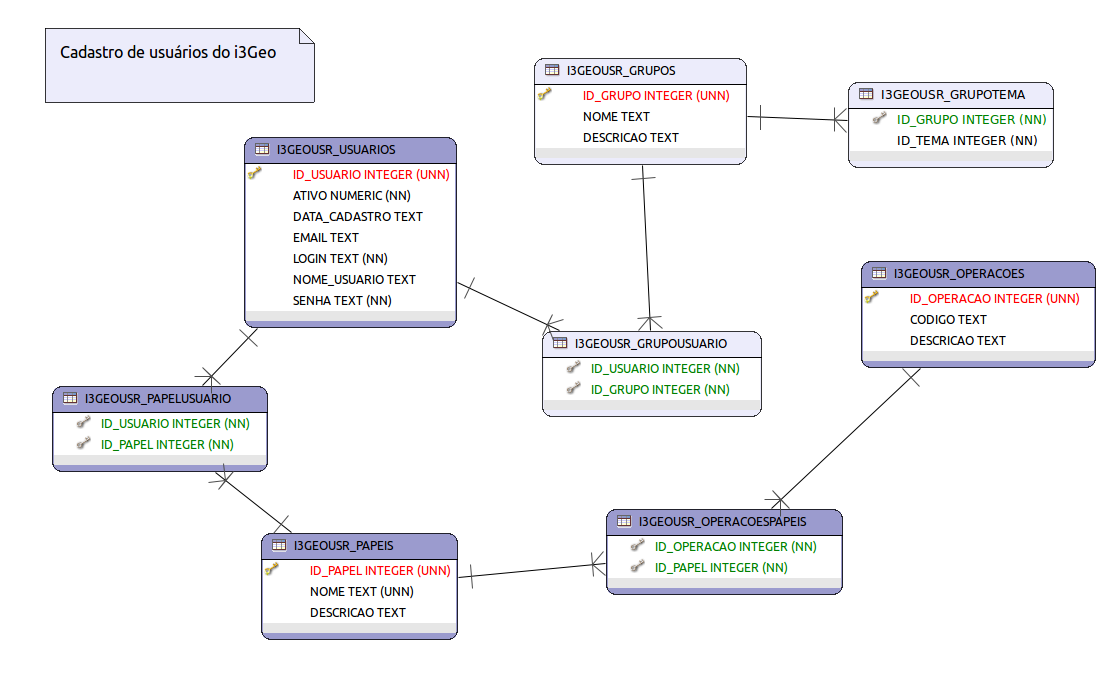 Cadastro de usuários do i3Geo
I3GEOUSR_GRUPOS
ID_GRUPO INTEGER (UNN)
NOME TEXT
DESCRICAO TEXT
I3GEOUSR_GRUPOTEMA
ID_GRUPO INTEGER (NN)
ID_TEMA INTEGER (NN)
I3GEOUSR_USUARIOS
ID_USUARIO INTEGER (UNN)
ATIVO NUMERIC (NN)
DATA_CADASTRO TEXT
EMAIL TEXT
LOGIN TEXT (NN)
NOME_USUARIO TEXT
SENHA TEXT (NN)
I3GEOUSR_OPERACOES
ID_OPERACAO INTEGER (UNN)
CODIGO TEXT
DESCRICAO TEXT
I3GEOUSR_GRUPOUSUARIO
ID_USUARIO INTEGER (NN)
ID_GRUPO INTEGER (NN)
I3GEOUSR_PAPELUSUARIO
ID_USUARIO INTEGER (NN)
ID_PAPEL INTEGER (NN)
I3GEOUSR_OPERACOESPAPEIS
ID_OPERACAO INTEGER (NN)
ID_PAPEL INTEGER (NN)
I3GEOUSR_PAPEIS
ID_PAPEL INTEGER (UNN)
NOME TEXT (UNN)
DESCRICAO TEXT